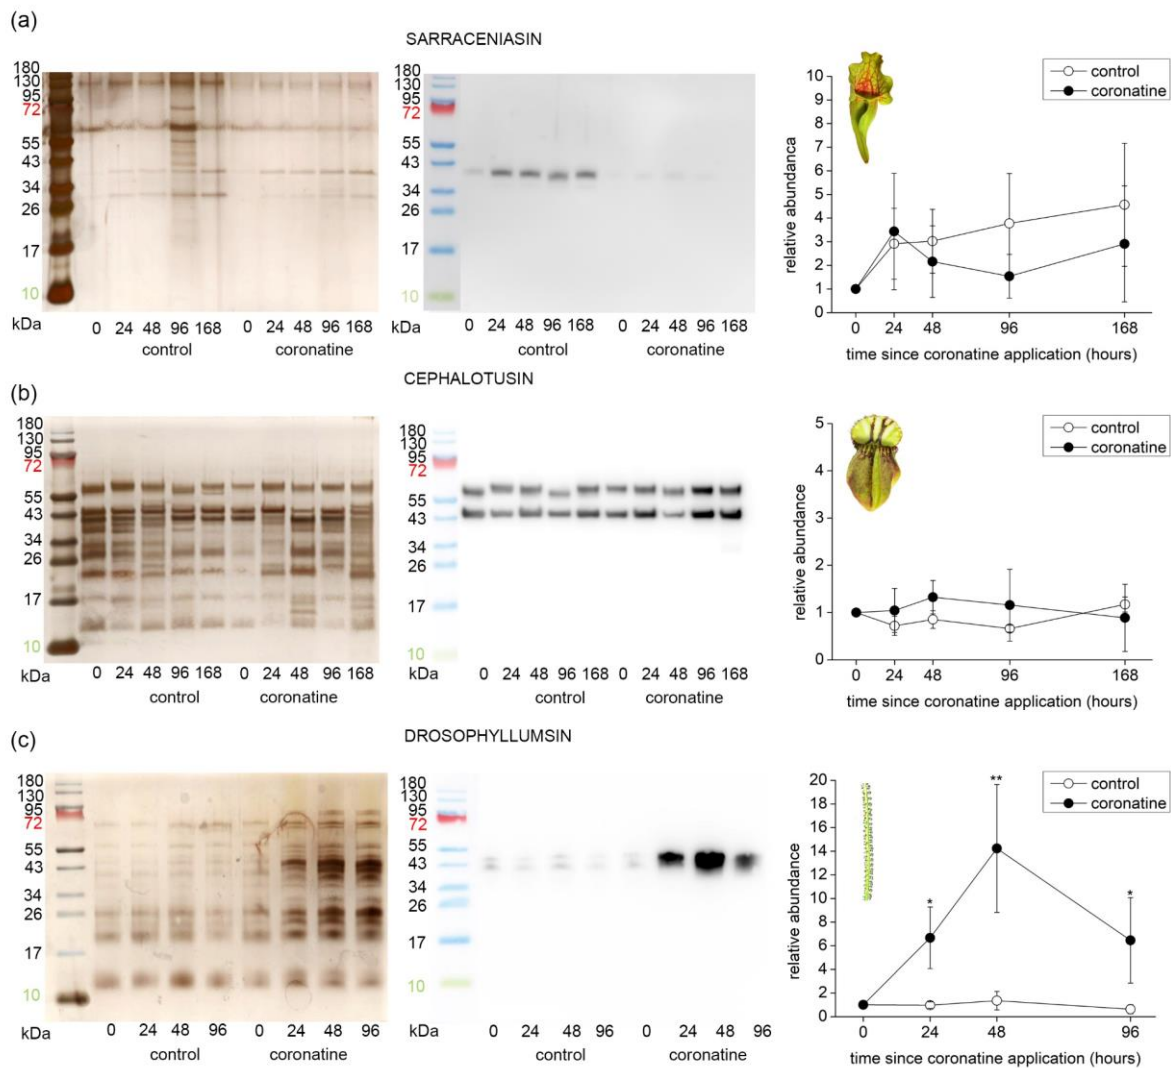 (a)
SARRACENIASIN
180
130
95
72
55
43
34
26
17
10
kDa
0 24 48 96 168 0 24 48 96 168
control coronatine
180
130
95
72
55
43
34
26
17
10
kDa
0 24 48 96 168 0 24 48 96 168
control coronatine
control
coronatine
relative abundanca
10
9
8
7
6
5
4
3
2
1
0
0 24 48 96 168
time since coronatine application (hours)
(b)
CEPHALOTUSIN
180
130
95
72
55
43
34
26
17
10
kDa
0 24 48 96 168 0 24 48 96 168
control coronatine
180
130
95
72
55
43
34
26
17
10
kDa
0 24 48 96 168 0 24 48 96 168
control coronatine
control
coronatine
relative abundance
5
4
3
2
1
0
0 24 48 96 168
time since coronatine application (hours)
(c)
DROSOPHYLLUMSIN
180
130
95
72
55
43
34
26
17
10
kDa
0 24 48 96 0 24 48 96
control coronatine
180
130
95
72
55
43
34
26
17
10
kDa
0 24 48 96 0 24 48 96
control coronatine
control
coronatine
relative abundance
20
18
16
14
12
10
8
6
4
2
0
* ** *
0 24 48 96
time since coronatine application (hours)